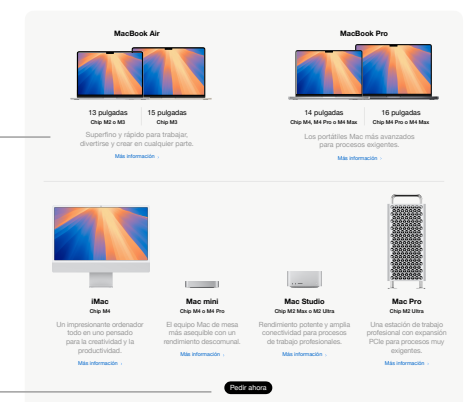 MacBook Air
MacBook Pro
13 pulgadas
Chip M2 o M3
15 pulgadas
Chip M3
Superfino y rápido para trabajar,
divertirse y crear en cualquier parte.
Más información ›
14 pulgadas
Chip M4, M4 Pro o M4 Max
16 pulgadas
Chip M4 Pro o M4 Max
Los portátiles Mac más avanzados
para procesos exigentes.
Más información ›
iMac
Chip M4
Un impresionante ordenador
todo en uno pensado
para la creatividad y la
productividad.
Más información ›
Mac mini
Chip M4 o M4 Pro
El equipo Mac de mesa
más asequible con un
rendimiento descomunal.
Más información ›
Mac Studio
Chip M2 Max o M2 Ultra
Rendimiento potente y amplia
conectividad para procesos
de trabajo profesionales.
Más información ›
Mac Pro
Chip M2 Ultra
Una estación de trabajo
profesional con expansión
PCIe para procesos muy
exigentes.
Más información ›
Pedir ahora